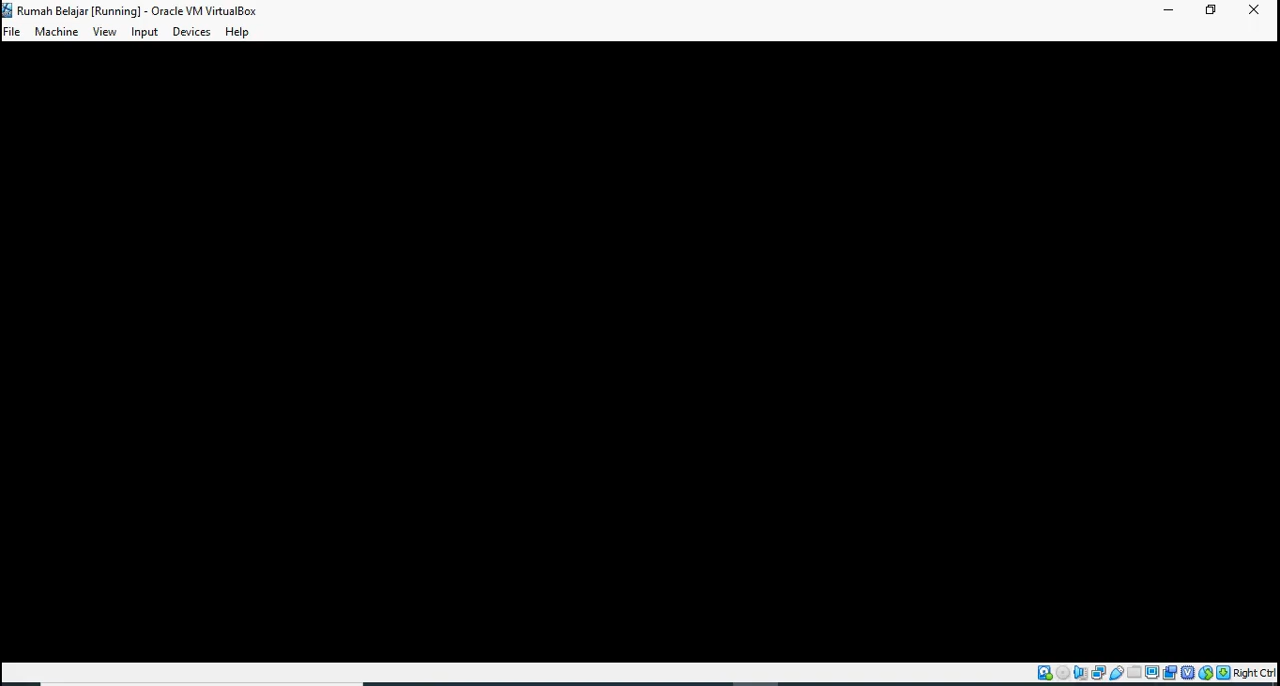 Rumah Belajar [Running] - Oracle VM VirtualBox
File Machine View Input Devices Help
Right Ctrl